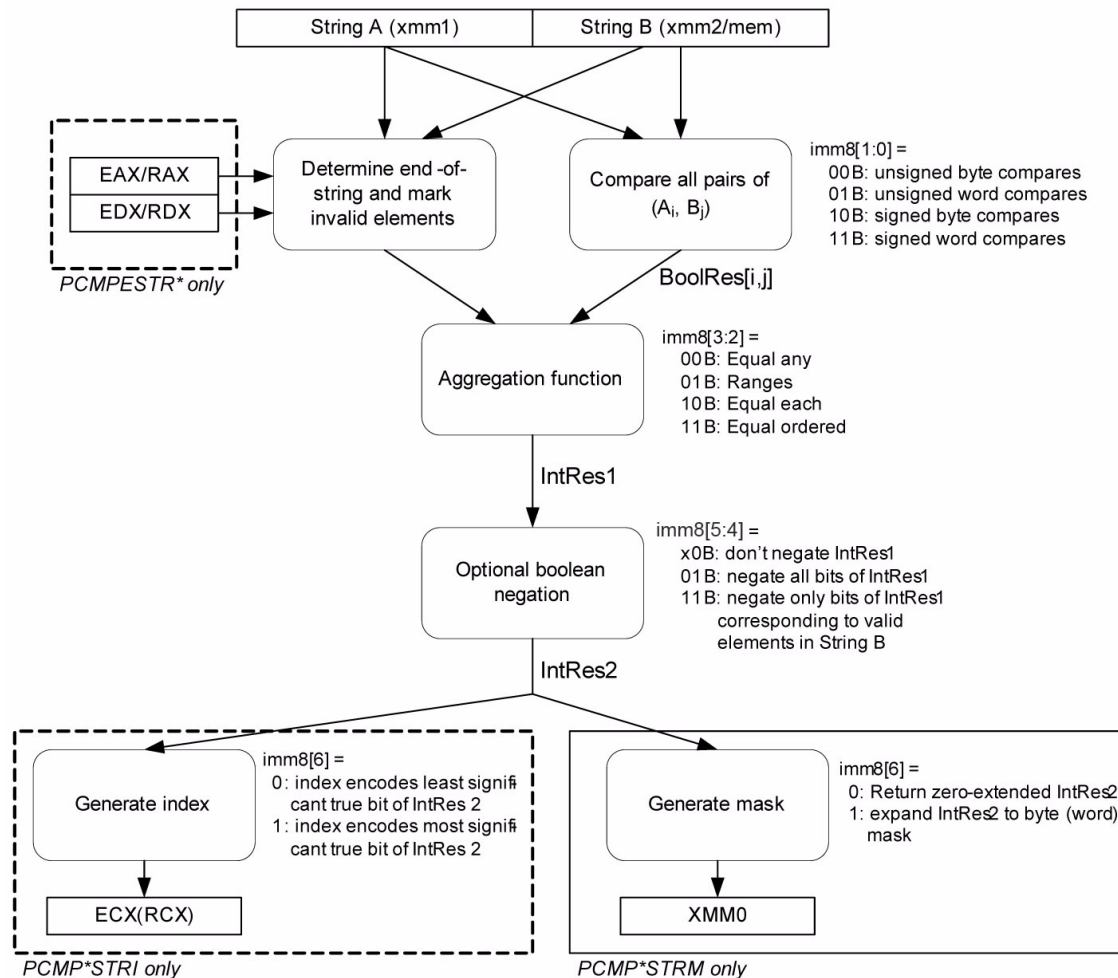 String A (xmm1)
String B (xmm2/mem)
EAX/RAX
EDX/RDX
PCMPESTR* only
Determine end -of-
string and mark
invalid elements
Compare all pairs of
(Ai, Bj)
imm8[1:0] =
00B: unsigned byte compares
01B: unsigned word compares
10B: signed byte compares
11B: signed word compares
BoolRes[i,j]
Aggregation function
imm8[3:2] =
00B: Equal any
01B: Ranges
10B: Equal each
11B: Equal ordered
IntRes1
Optional boolean
negation
imm8[5:4] =
x0B: don't negate IntRes1
01B: negate all bits of IntRes1
11B: negate only bits of IntRes1
corresponding to valid
elements in String B
IntRes2
Generate index
imm8[6] =
0: index encodes least signifi-
cant true bit of IntRes 2
1: index encodes most signifi-
cant true bit of IntRes 2
ECX(RCX)
PCMP*STRI only
Generate mask
imm8[6] =
0: Return zero-extended IntRes2
1: expand IntRes2 to byte (word)
mask
XMM0
PCMP*STRM only